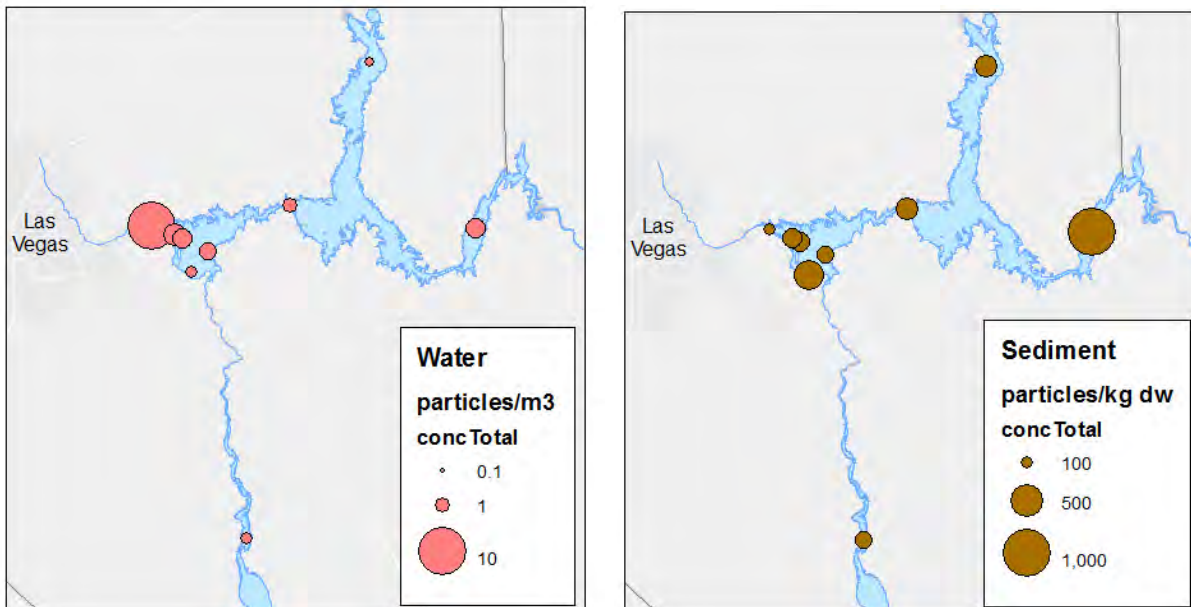 Las
Vegas
Water
particles/m3
concTotal
0.1
1
10
Las
Vegas
Sediment
particles/kg dw
concTotal
100
500
1,000